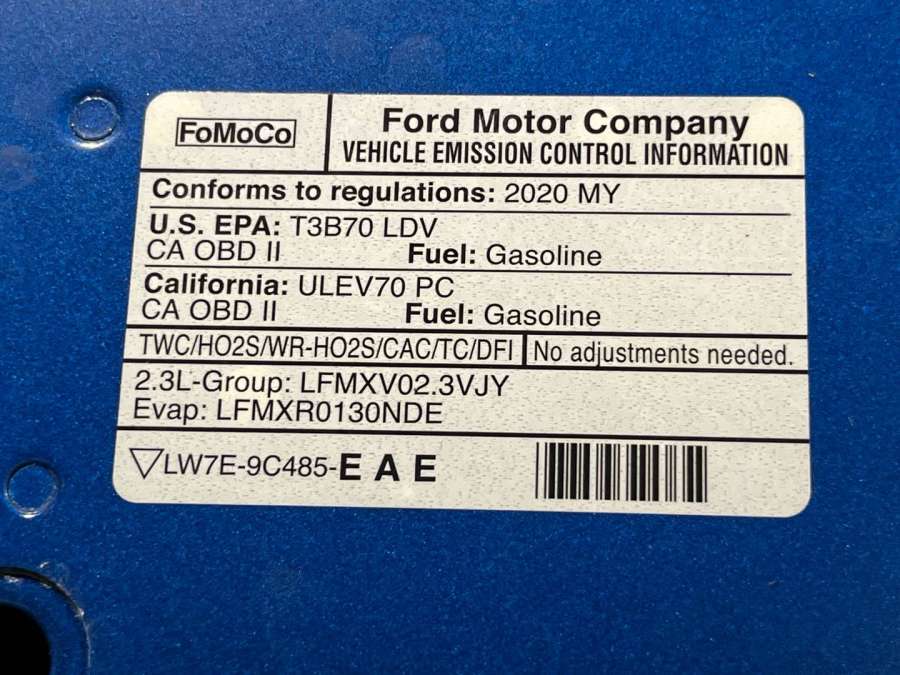 FoMoCo
Ford Motor Company
VEHICLE EMISSION CONTROL INFORMATION
Conforms to regulations: 2020 MY
U.S. EPA: T3B70 LDV
CA OBD II Fuel: Gasoline
California: ULEV70 PC
CA OBD II Fuel: Gasoline
TWC/HO2S/WR-HO2S/CAC/TC/DFI No adjustments needed.
2.3L-Group: LFMXV02.3VJY
Evap: LFMXR0130NDE
▽LW7E-9C485-E A E